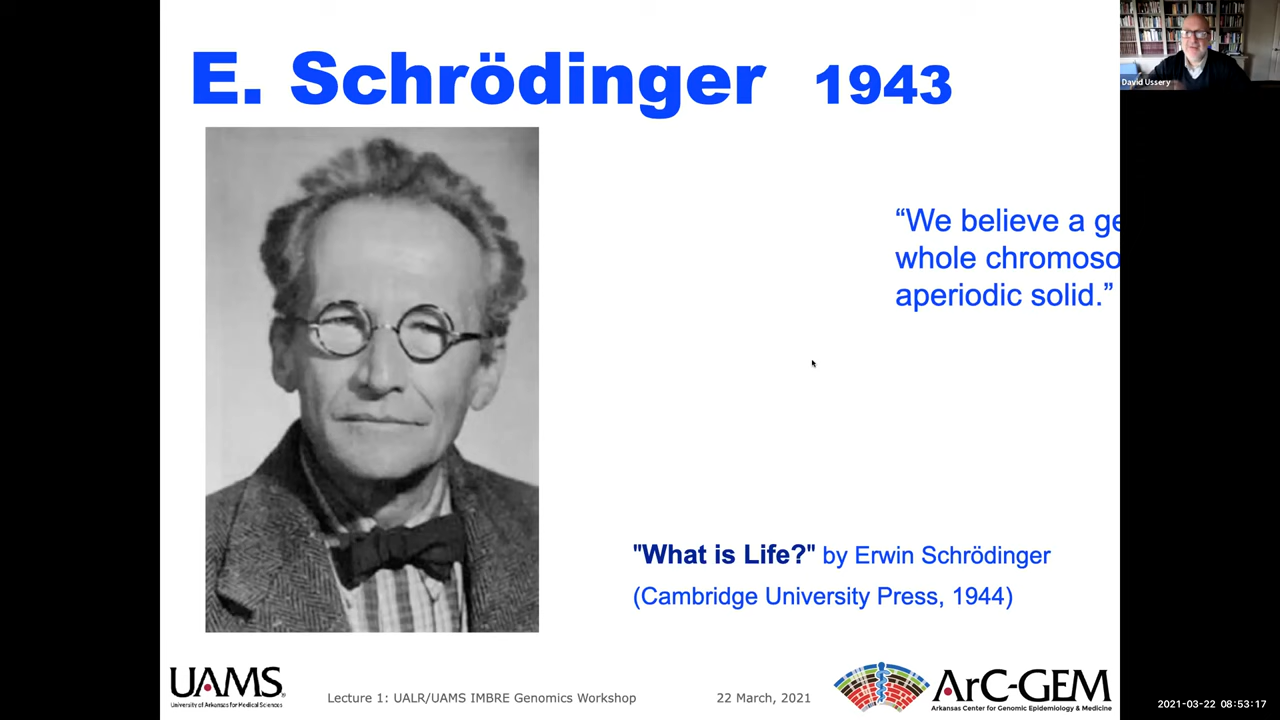 E. Schrödinger 1943
David Ussery
“We believe a ge
whole chromoso
aperiodic solid.”
"What is Life?" by Erwin Schrödinger
(Cambridge University Press, 1944)
UAMS
University of Arkansas for Medical Sciences
Lecture 1: UALR/UAMS IMBRE Genomics Workshop
22 March, 2021
ArC-GEM
Arkansas Center for Genomic Epidemiology & Medicine
2021-03-22 08:53:17